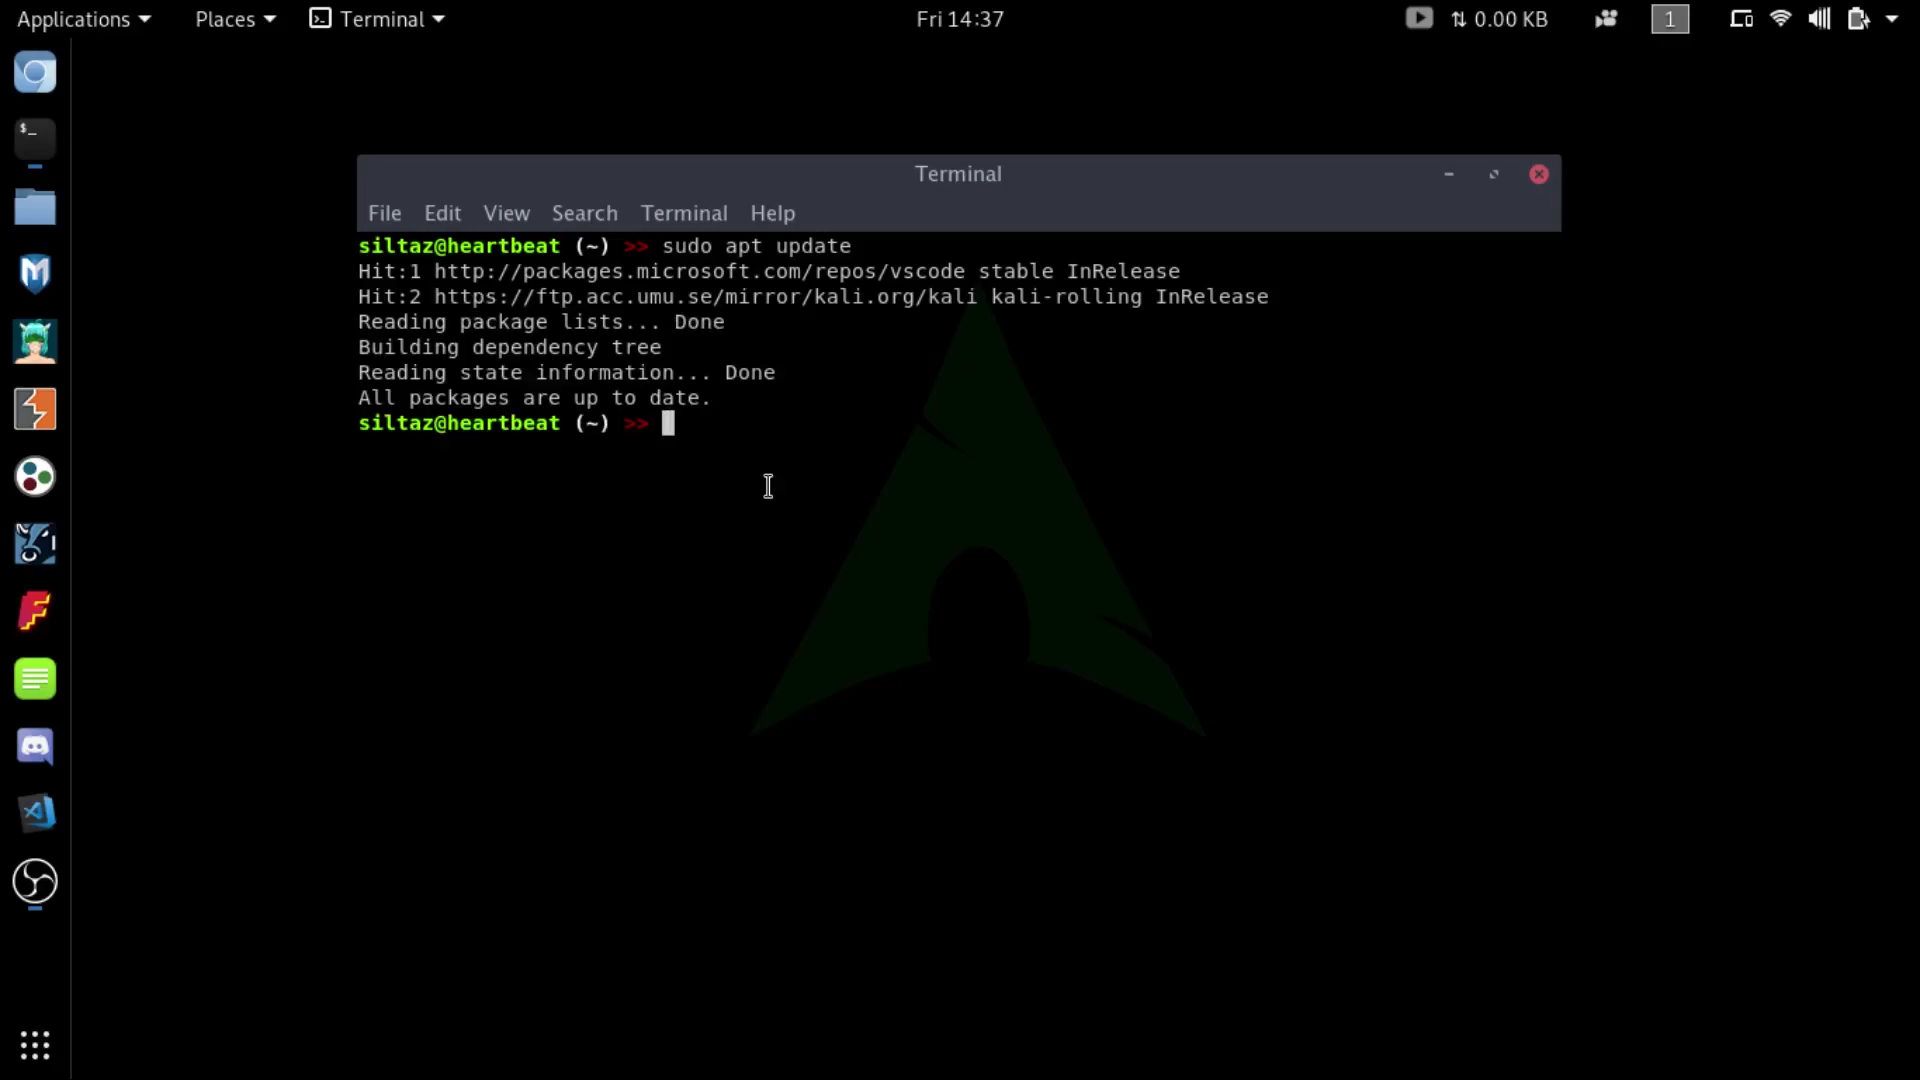 Applications Places Terminal Fri 14:37 0.00 KB 1
Terminal
File Edit View Search Terminal Help
siltaz@heartbeat (~) >> sudo apt update
Hit:1 http://packages.microsoft.com/repos/vscode stable InRelease
Hit:2 https://ftp.acc.umu.se/mirror/kali.org/kali kali-rolling InRelease
Reading package lists... Done
Building dependency tree
Reading state information... Done
All packages are up to date.
siltaz@heartbeat (~) >>